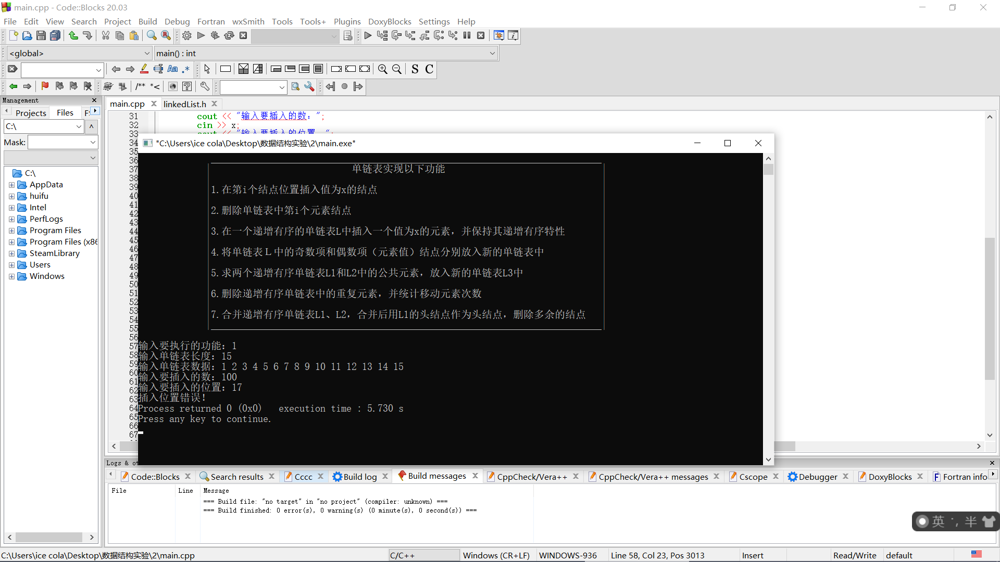 main.cpp - Code::Blocks 20.03
File Edit View Search Project Build Debug Fortran wxSmith Tools Tools+ Plugins DoxyBlocks Settings Help
<global> main() : int
Aa .* S C
/** *<
Management
Projects Files
C:\ ^
Mask:
C:\
AppData
huifu
Intel
PerfLogs
Program Files
Program Files (x86
SteamLibrary
Users
Windows
main.cpp linkedList.h
31 cout << "输入要插入的数：";
32 cin >> x;
33 cout << "输入要插入的位置：";
34
35
36
37
38
39
40
41
42
43
44
45
46
47
48
49
50
51
52
53
54
55
56
57
58
59
60
61
62
63
64
65
66
67
"C:\Users\ice cola\Desktop\数据结构实验\2\main.exe"
单链表实现以下功能
1.在第i个结点位置插入值为x的结点
2.删除单链表中第i个元素结点
3.在一个递增有序的单链表L中插入一个值为x的元素，并保持其递增有序特性
4.将单链表Ｌ中的奇数项和偶数项（元素值）结点分别放入新的单链表中
5.求两个递增有序单链表L1和L2中的公共元素，放入新的单链表L3中
6.删除递增有序单链表中的重复元素，并统计移动元素次数
7.合并递增有序单链表L1、L2，合并后用L1的头结点作为头结点，删除多余的结点
输入要执行的功能：1
输入单链表长度：15
输入单链表数据：1 2 3 4 5 6 7 8 9 10 11 12 13 14 15
输入要插入的数：100
输入要插入的位置：17
插入位置错误！
Process returned 0 (0x0)   execution time : 5.730 s
Press any key to continue.
Logs & ot
Code::Blocks Search results Cccc Build log Build messages CppCheck/Vera++ CppCheck/Vera++ messages Cscope Debugger DoxyBlocks Fortran info
File Line Message
=== Build file: "no target" in "no project" (compiler: unknown) ===
=== Build finished: 0 error(s), 0 warning(s) (0 minute(s), 0 second(s)) ===
英 半
C:\Users\ice cola\Desktop\数据结构实验\2\main.cpp C/C++ Windows (CR+LF) WINDOWS-936 Line 58, Col 23, Pos 3013 Insert Read/Write default